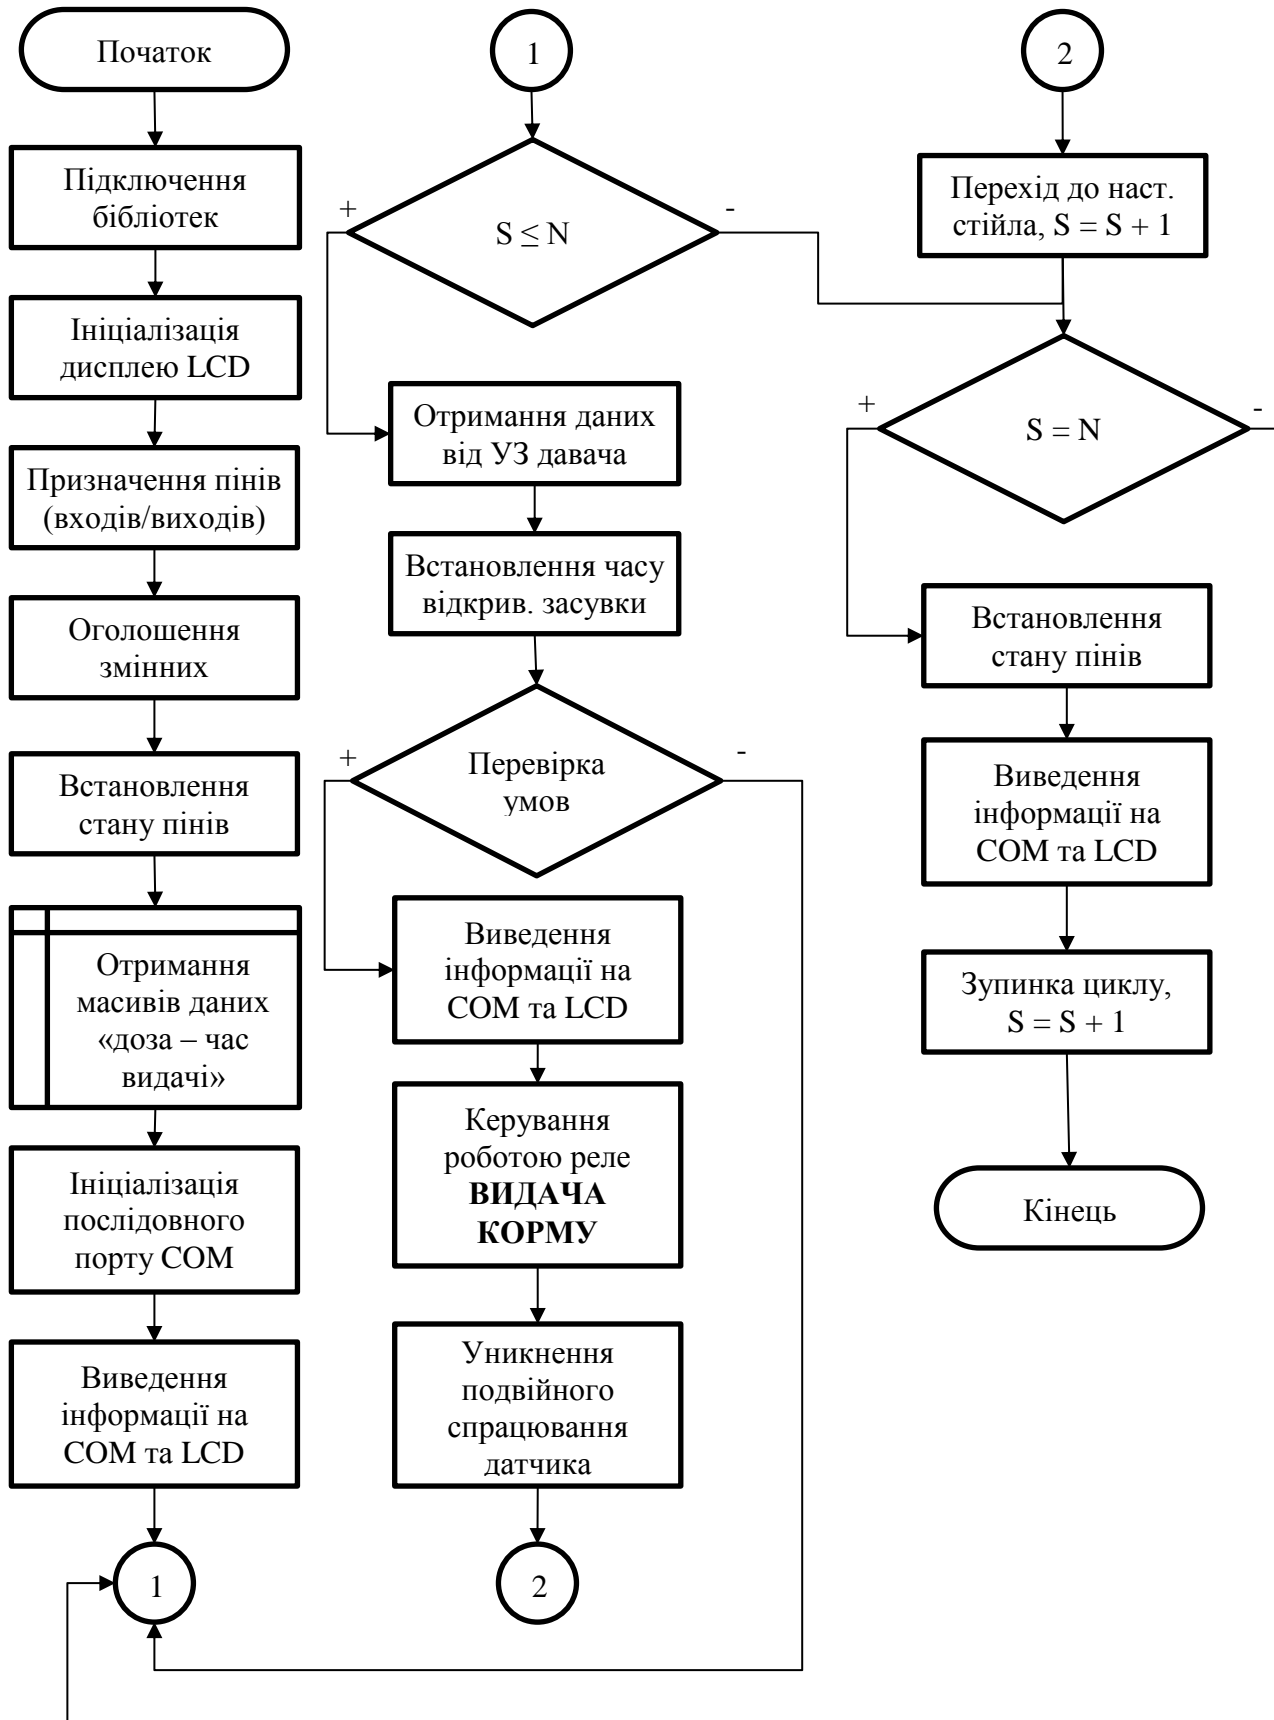 Початок
Підключення
бібліотек
Ініціалізація
дисплею LCD
Призначення пінів
(входів/виходів)
Оголошення
змінних
Встановлення
стану пінів
Отримання
масивів даних
«доза – час
видачі»
Ініціалізація
послідовного
порту COM
Виведення
інформації на
COM та LCD
1
1
+
-
S ≤ N
Отримання даних
від УЗ давача
Встановлення часу
відкрив. засувки
+
-
Перевірка
умов
Виведення
інформації на
COM та LCD
Керування
роботою реле
ВИДАЧА
КОРМУ
Уникнення
подвійного
спрацювання
датчика
2
2
Перехід до наст.
стійла, S = S + 1
+
-
S = N
Встановлення
стану пінів
Виведення
інформації на
COM та LCD
Зупинка циклу,
S = S + 1
Кінець